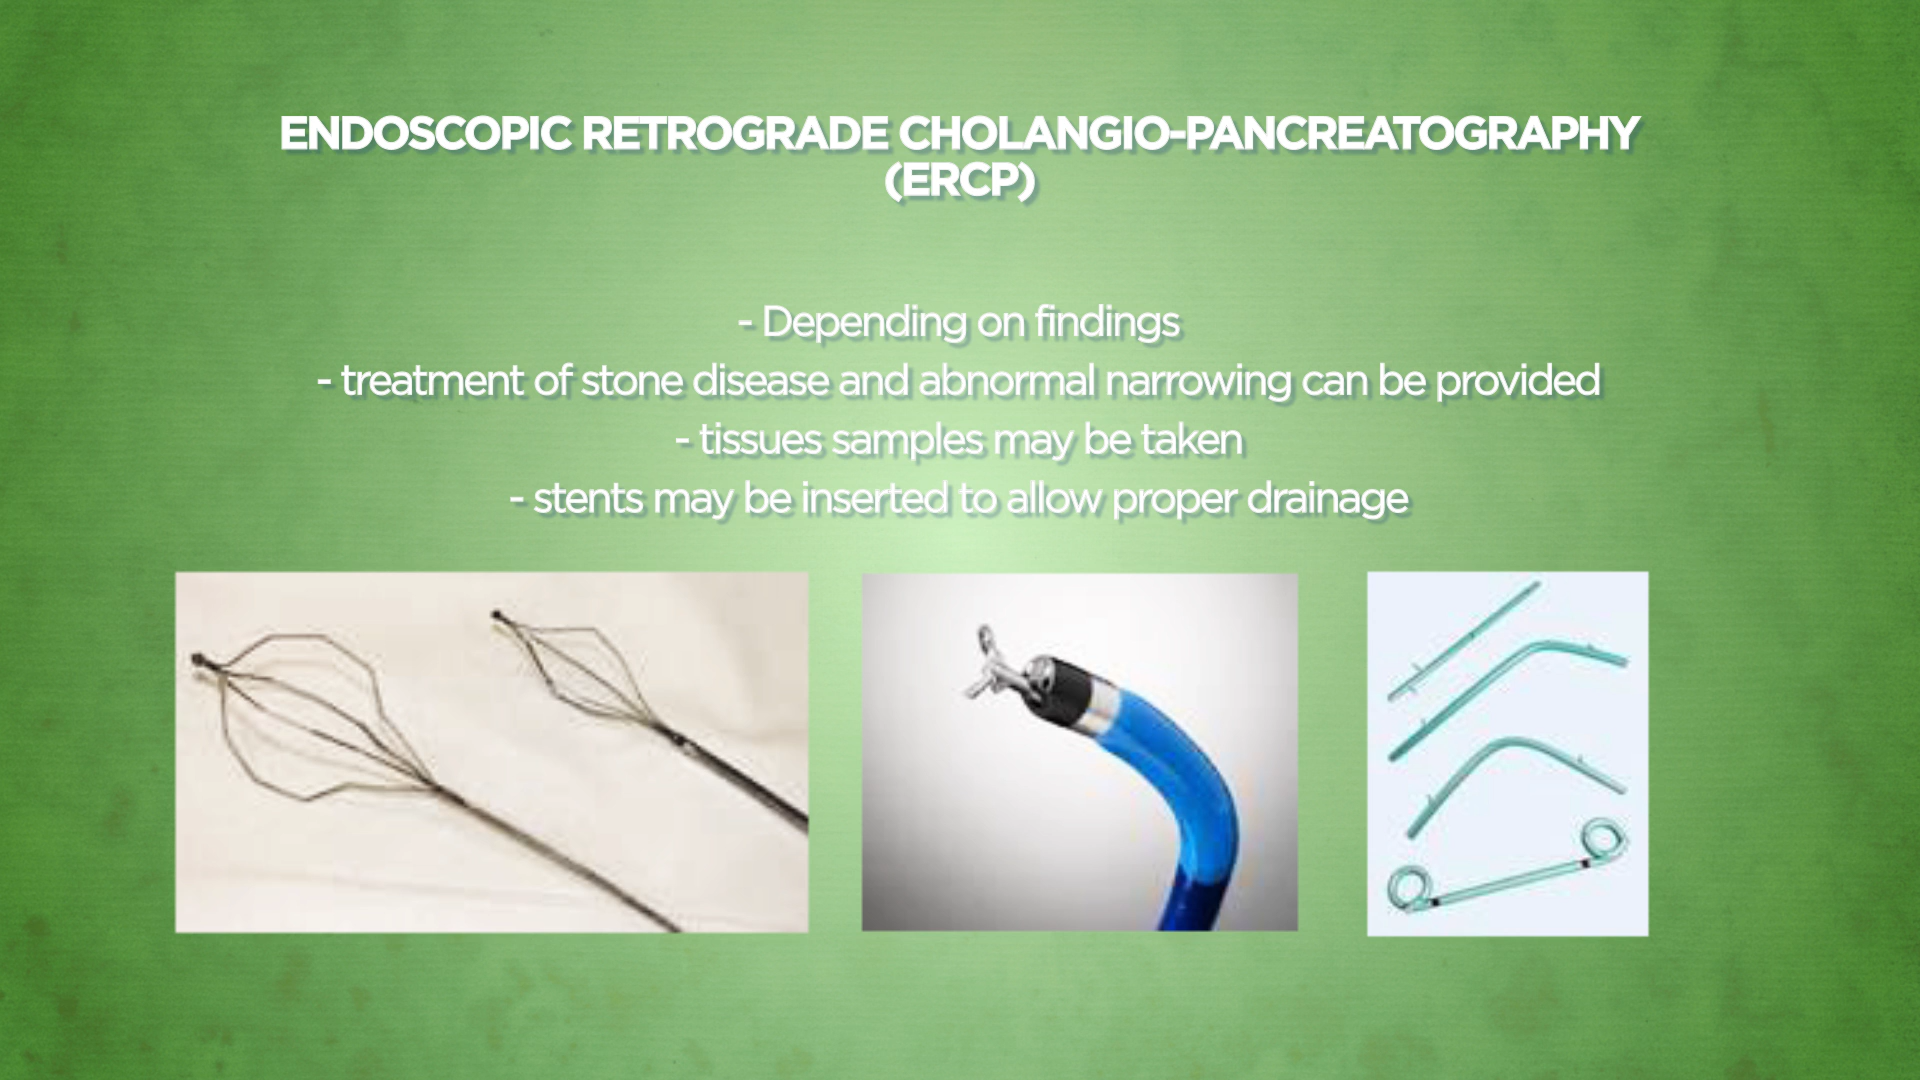 ENDOSCOPIC RETROGRADE CHOLANGIO-PANCREATOGRAPHY
(ERCP)
- Depending on findings
- treatment of stone disease and abnormal narrowing can be provided
- tissues samples may be taken
- stents may be inserted to allow proper drainage